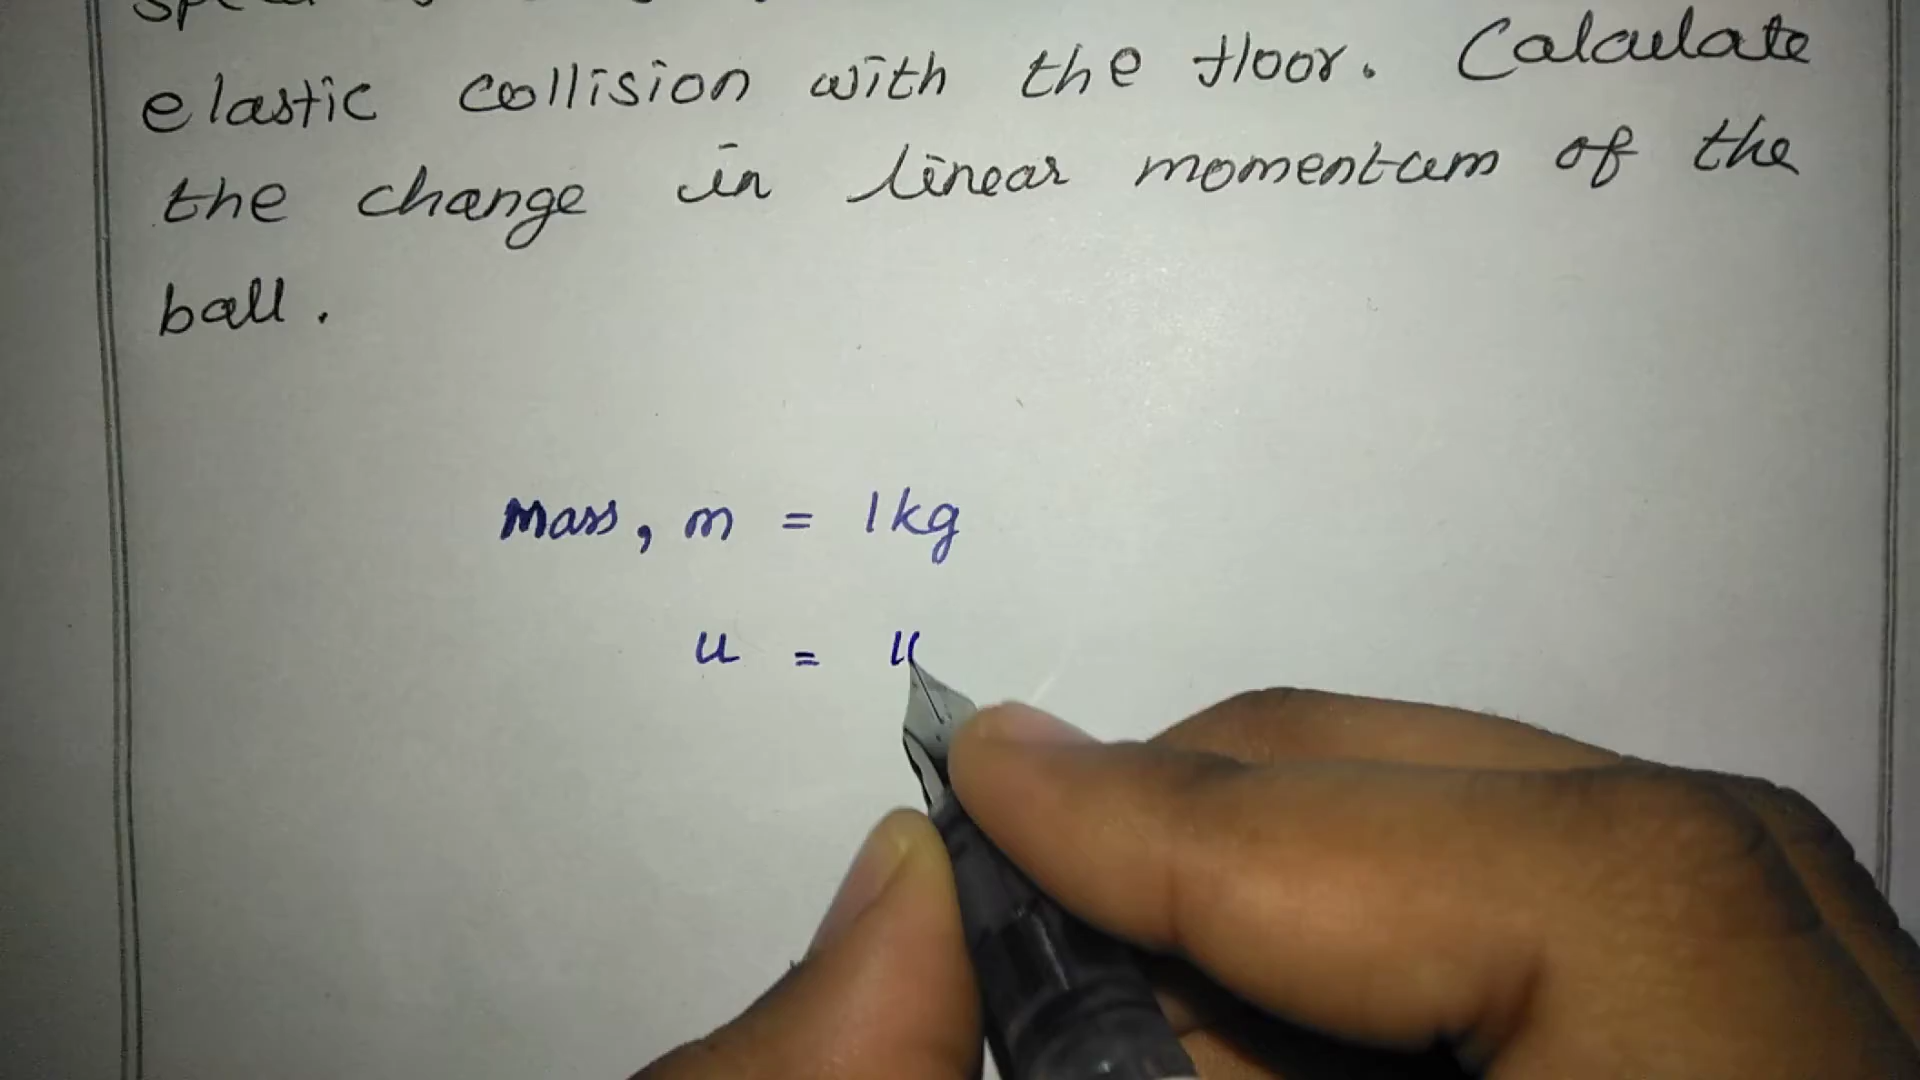 elastic collision with the floor. Calculate
the change in linear momentum of the
ball.
Mass, m = 1kg
u =